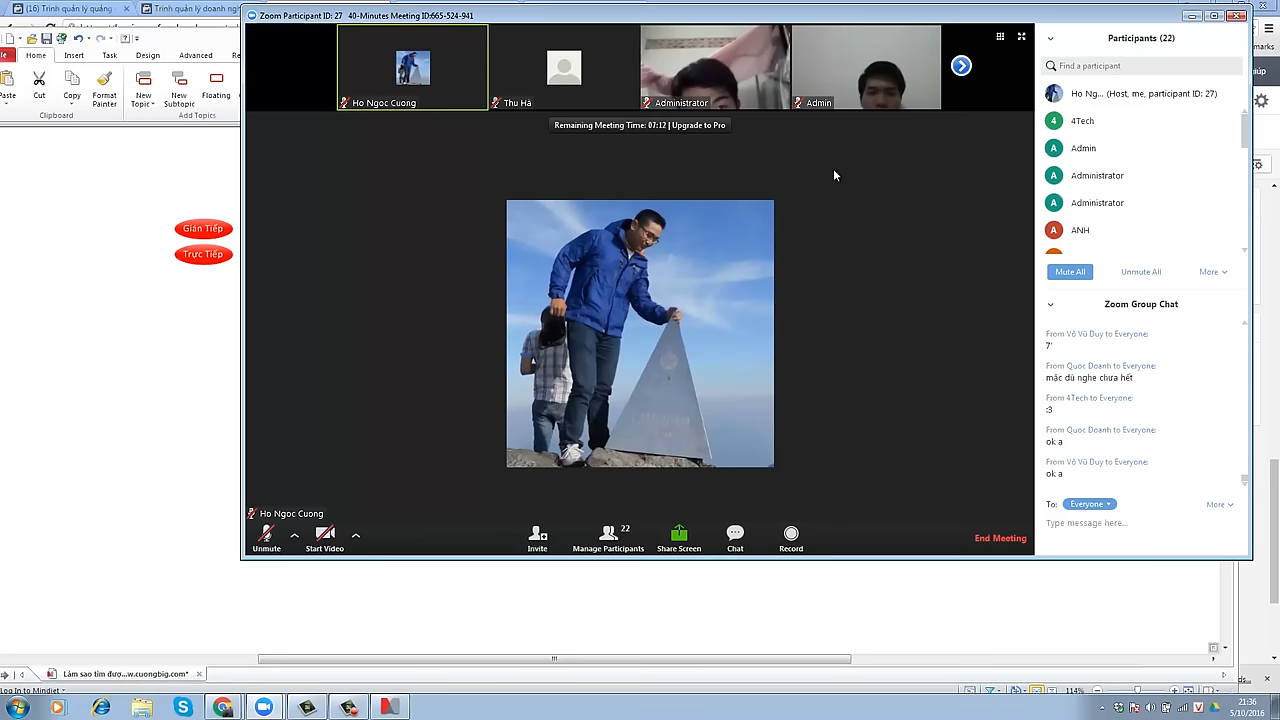 (16) Trình quản lý quảng
Trình quản lý doanh ngh
Zoom Participant ID: 27 40-Minutes Meeting ID:665-524-941
Home
Insert
Task
Design
Advanced
Cut
Copy
Format Painter
New Topic
New Subtopic
Floating
Clipboard
Add Topics
Gián Tiếp
Trực Tiếp
Ho Ngoc Cuong
Thu Hà
Administrator
Admin
Remaining Meeting Time: 07:12 | Upgrade to Pro
Ho Ngoc Cuong
Unmute
Start Video
Invite
22
Manage Participants
Share Screen
Chat
Record
End Meeting
Participants (22)
Find a participant
Ho Ng... (Host, me, participant ID: 27)
4 4Tech
A Admin
A Administrator
A Administrator
A ANH
Mute All
Unmute All
More
Zoom Group Chat
From Võ Vũ Duy to Everyone:
7'
From Quoc Doanh to Everyone:
mặc dù nghe chưa hết
From 4Tech to Everyone:
:3
From Quoc Doanh to Everyone:
ok a
From Võ Vũ Duy to Everyone:
ok a
To: Everyone
More
Type message here...
Làm sao tìm đượ...w.cuongbig.com*
Log In to Mindjet
114%
21:36
5/10/2016